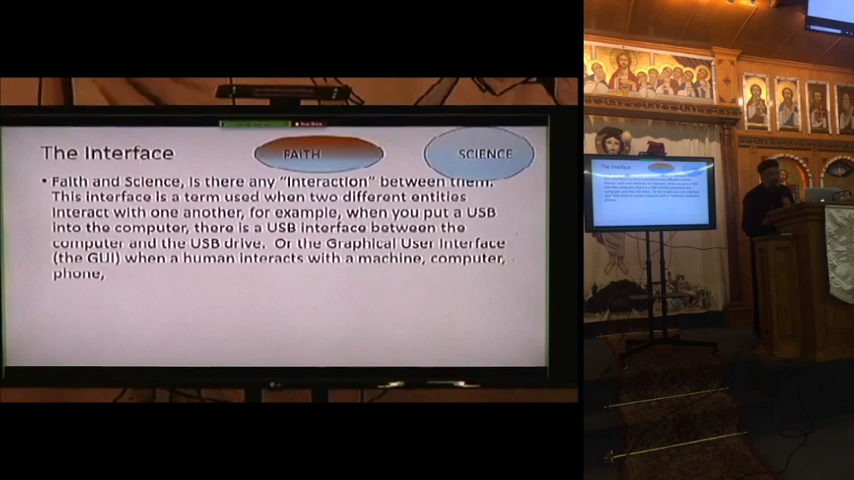 The Interface
FAITH
SCIENCE
• Faith and Science, is there any "Interaction" between them.
This interface is a termased when two different entities
interact with one another, for example, when you put a USB
into the computer, there is a USB interface between the
computer and the USB drive. Or the Graphical User Interface
(the GUI) when a human interacts with a machine, computer,
phone,
LG